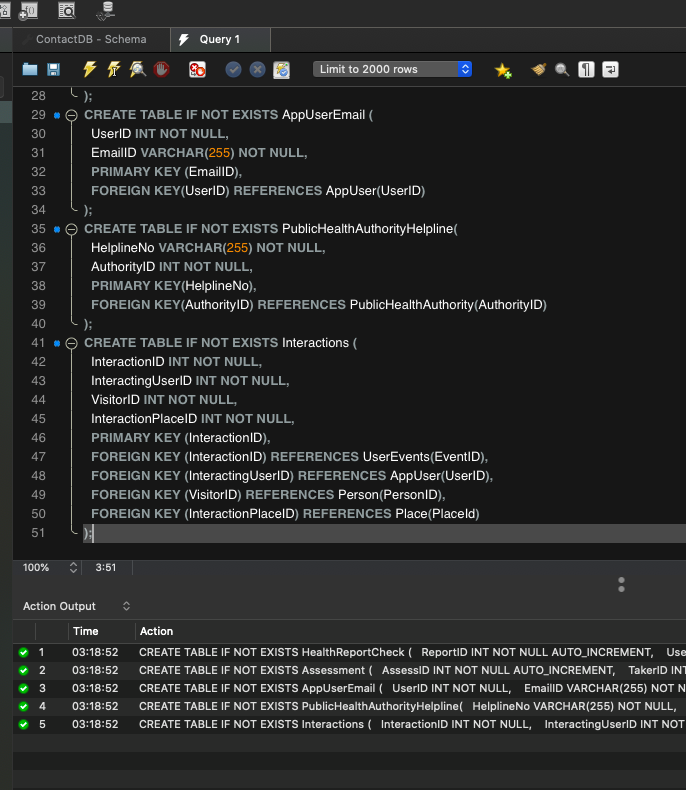 ContactDB - Schema
Query 1
Limit to 2000 rows
28 );
29 CREATE TABLE IF NOT EXISTS AppUserEmail (
30 UserID INT NOT NULL,
31 EmailID VARCHAR(255) NOT NULL,
32 PRIMARY KEY (EmailID),
33 FOREIGN KEY(UserID) REFERENCES AppUser(UserID)
34 );
35 CREATE TABLE IF NOT EXISTS PublicHealthAuthorityHelpline(
36 HelplineNo VARCHAR(255) NOT NULL,
37 AuthorityID INT NOT NULL,
38 PRIMARY KEY(HelplineNo),
39 FOREIGN KEY(AuthorityID) REFERENCES PublicHealthAuthority(AuthorityID)
40 );
41 CREATE TABLE IF NOT EXISTS Interactions (
42 InteractionID INT NOT NULL,
43 InteractingUserID INT NOT NULL,
44 VisitorID INT NOT NULL,
45 InteractionPlaceID INT NOT NULL,
46 PRIMARY KEY (InteractionID),
47 FOREIGN KEY (InteractionID) REFERENCES UserEvents(EventID),
48 FOREIGN KEY (InteractingUserID) REFERENCES AppUser(UserID),
49 FOREIGN KEY (VisitorID) REFERENCES Person(PersonID),
50 FOREIGN KEY (InteractionPlaceID) REFERENCES Place(PlaceId)
51 );
100% 3:51
Action Output
Time Action
1 03:18:52 CREATE TABLE IF NOT EXISTS HealthReportCheck ( ReportID INT NOT NULL AUTO_INCREMENT, Use
2 03:18:52 CREATE TABLE IF NOT EXISTS Assessment ( AssessID INT NOT NULL AUTO_INCREMENT, TakerID INT
3 03:18:52 CREATE TABLE IF NOT EXISTS AppUserEmail ( UserID INT NOT NULL, EmailID VARCHAR(255) NOT N
4 03:18:52 CREATE TABLE IF NOT EXISTS PublicHealthAuthorityHelpline( HelplineNo VARCHAR(255) NOT NULL,
5 03:18:52 CREATE TABLE IF NOT EXISTS Interactions ( InteractionID INT NOT NULL, InteractingUserID INT NOT